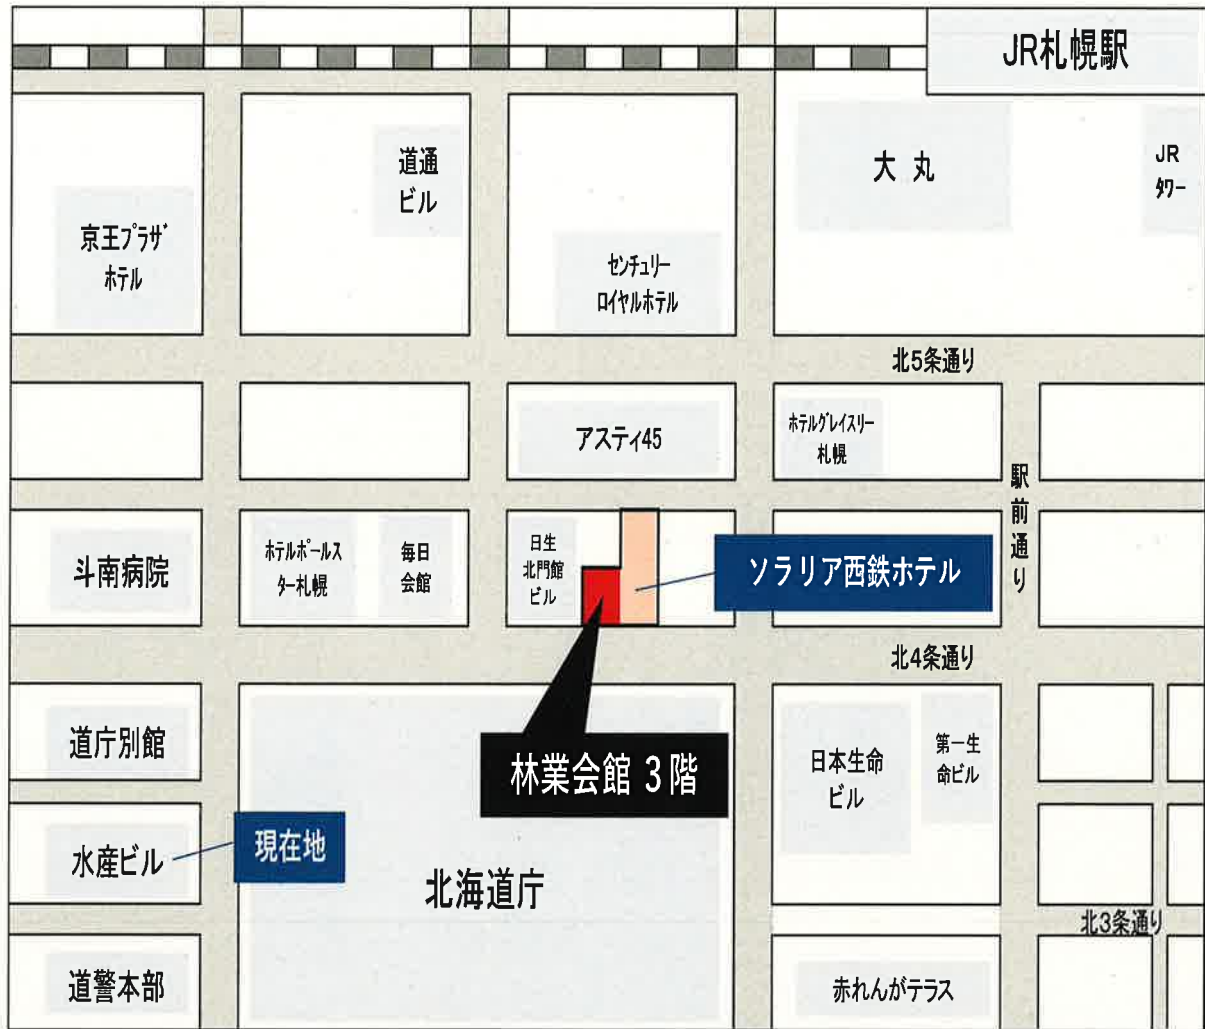 JR札幌駅
道通
ビル
大 丸
JR
タワー
京王プラザ
ホテル
センチュリー
ロイヤルホテル
北5条通り
アスティ45
ホテルグレイスリー
札幌
駅前通り
斗南病院
ホテルポールス
ター札幌
毎日
会館
日生
北門館
ビル
ソラリア西鉄ホテル
北4条通り
道庁別館
林業会館 3階
日本生命
ビル
第一生
命ビル
水産ビル
現在地
北海道庁
北3条通り
道警本部
赤れんがテラス